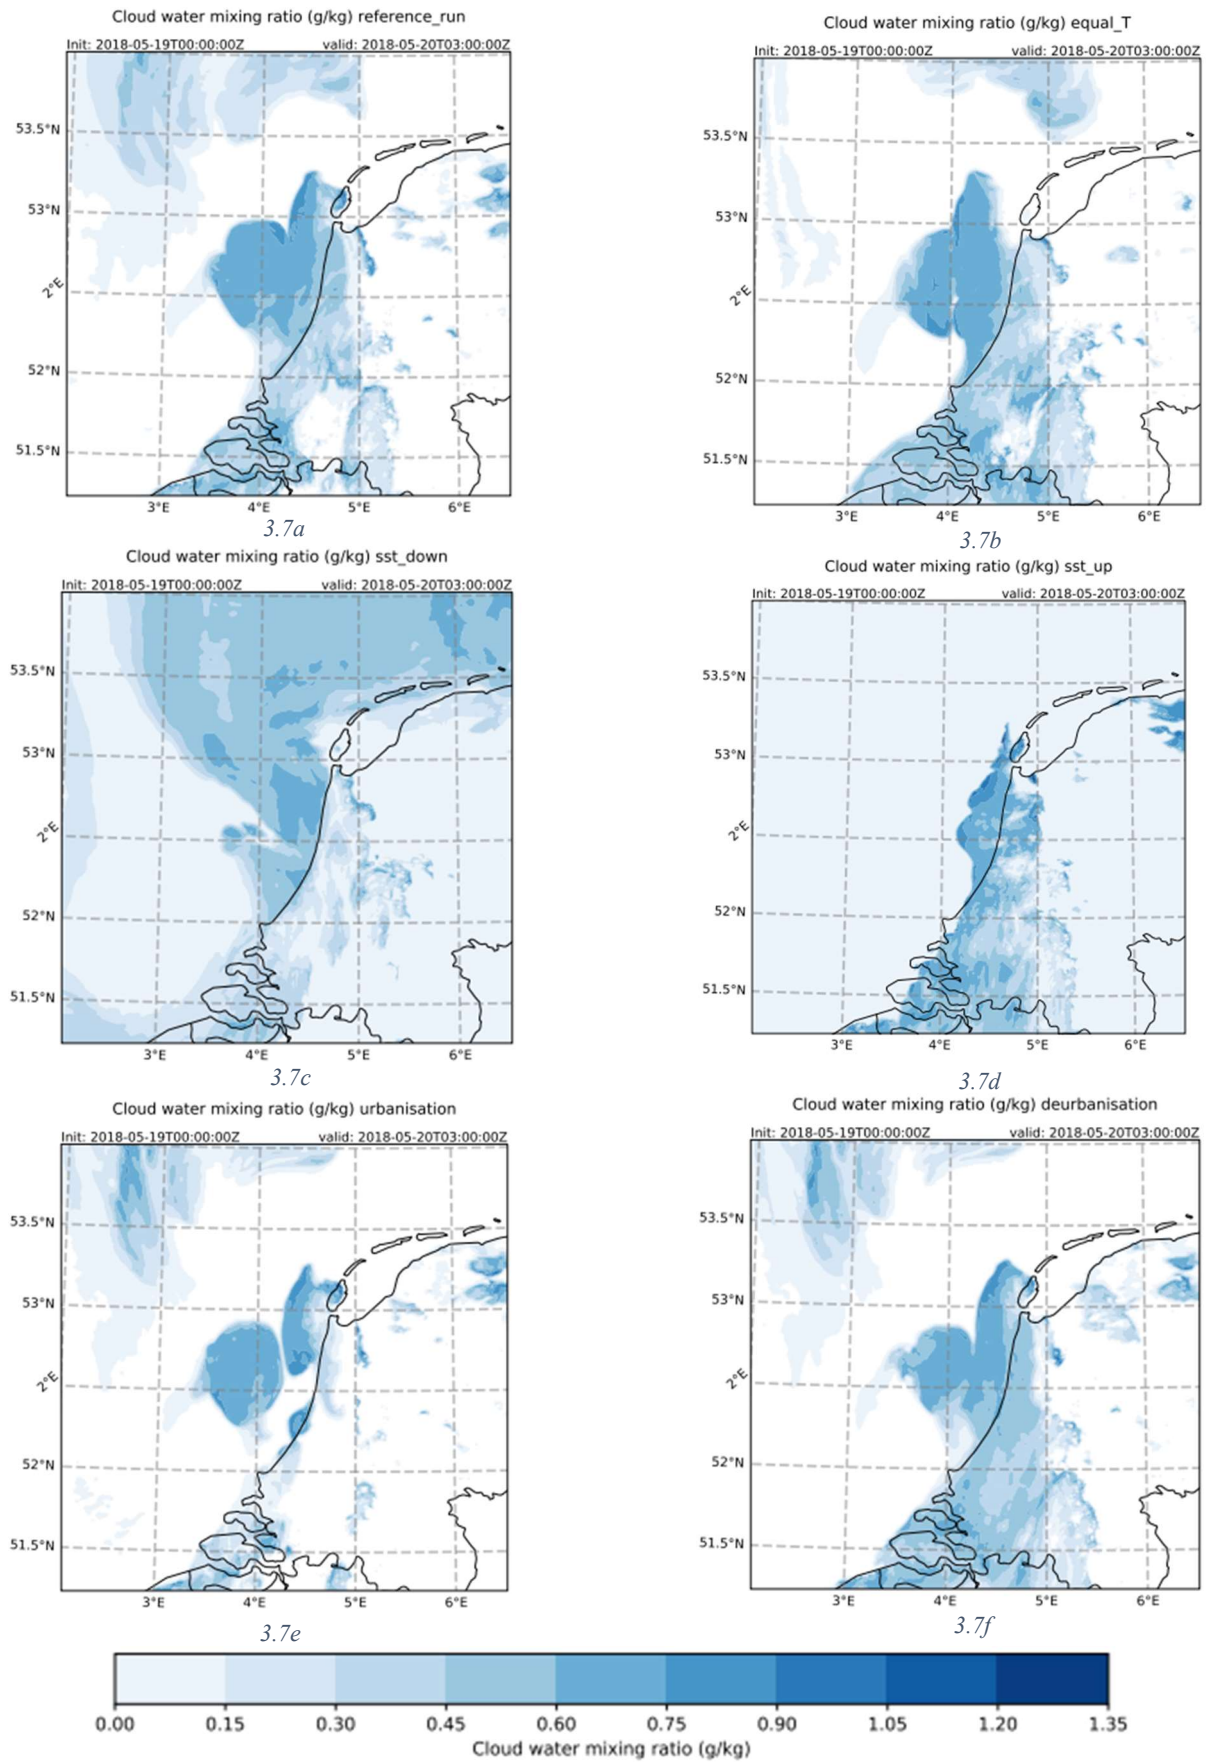 Cloud water mixing ratio (g/kg) reference_run
Init: 2018-05-19T00:00:00Z valid: 2018-05-20T03:00:00Z
53.5°N
53°N
2°E
52°N
51.5°N
3°E 4°E 5°E 6°E
3.7a
Cloud water mixing ratio (g/kg) equal_T
Init: 2018-05-19T00:00:00Z valid: 2018-05-20T03:00:00Z
53.5°N
53°N
2°E
52°N
51.5°N
3°E 4°E 5°E 6°E
3.7b
Cloud water mixing ratio (g/kg) sst_down
Init: 2018-05-19T00:00:00Z valid: 2018-05-20T03:00:00Z
53.5°N
53°N
2°E
52°N
51.5°N
3°E 4°E 5°E 6°E
3.7c
Cloud water mixing ratio (g/kg) sst_up
Init: 2018-05-19T00:00:00Z valid: 2018-05-20T03:00:00Z
53.5°N
53°N
2°E
52°N
51.5°N
3°E 4°E 5°E 6°E
3.7d
Cloud water mixing ratio (g/kg) urbanisation
Init: 2018-05-19T00:00:00Z valid: 2018-05-20T03:00:00Z
53.5°N
53°N
2°E
52°N
51.5°N
3°E 4°E 5°E 6°E
3.7e
Cloud water mixing ratio (g/kg) deurbanisation
Init: 2018-05-19T00:00:00Z valid: 2018-05-20T03:00:00Z
53.5°N
53°N
2°E
52°N
51.5°N
3°E 4°E 5°E 6°E
3.7f
0.00 0.15 0.30 0.45 0.60 0.75 0.90 1.05 1.20 1.35
Cloud water mixing ratio (g/kg)